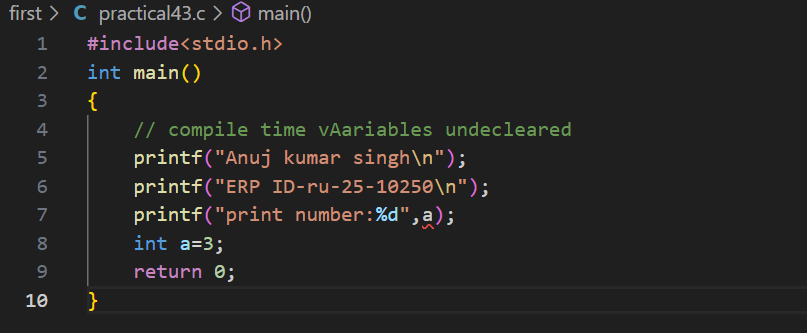 first > C practical43.c > main()
1 #include<stdio.h>
2 int main()
3 {
4     // compile time vAariables undecleared
5     printf("Anuj kumar singh\n");
6     printf("ERP ID-ru-25-10250\n");
7     printf("print number:%d",a);
8     int a=3;
9     return 0;
10 }